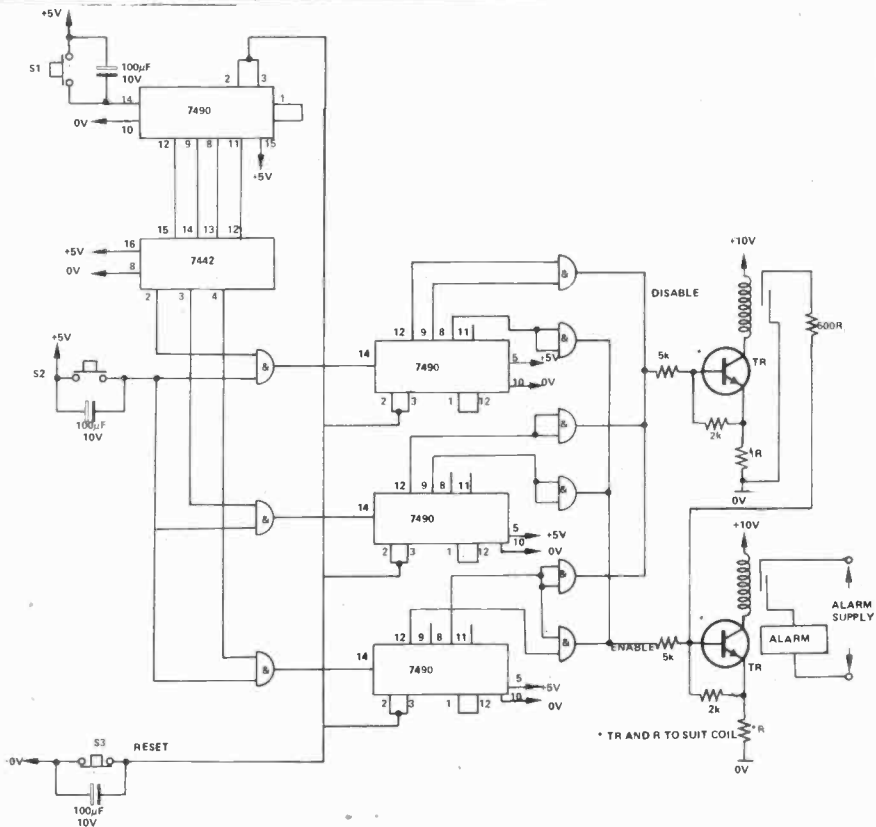 +5V
S1
100µF
10V
2
3
14
7490
1
0V
10
12
9
8
11
15
+5V
15
14
13
12
+5V
16
7442
0V
8
2
3
4
+5V
S2
100µF
10V
&
14
12
9
8
11
7490
5
+5V
10
0V
2
3
1
12
&
&
DISABLE
+10V
600R
5k
TR
2k
R
0V
&
14
12
9
8
11
7490
5
+5V
10
0V
2
3
1
12
&
&
+10V
&
14
12
9
8
11
7490
5
+5V
10
0V
2
3
1
12
&
&
ENABLE
5k
TR
2k
*R
0V
ALARM
ALARM
SUPPLY
* TR AND R TO SUIT COIL
0V
S3
RESET
100µF
10V